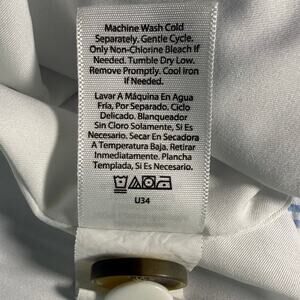 Machine Wash Cold
Separately. Gentle Cycle.
Only Non-Chlorine Bleach If
Needed. Tumble Dry Low.
Remove Promptly. Cool Iron
If Needed.
Lavar A Máquina En Agua
Fría, Por Separado. Ciclo
Delicado. Blanqueador
Sin Cloro Solamente, Si Es
Necesario. Secar En Secadora
A Temperatura Baja. Retirar
Inmediatamente. Plancha
Templada, Si Es Necesario.
U34